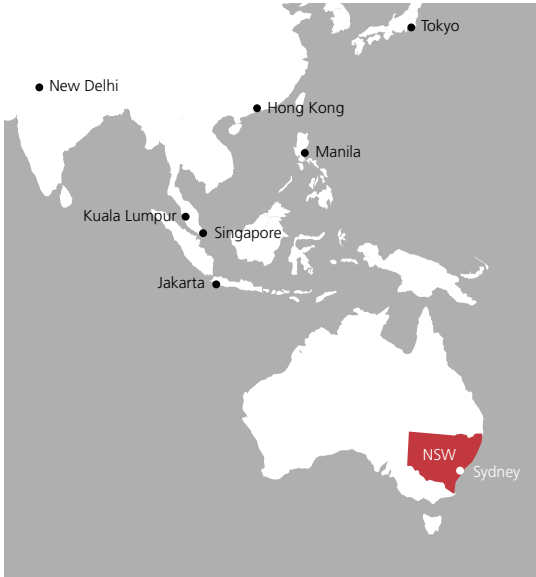 Tokyo
New Delhi
Hong Kong
Manila
Kuala Lumpur
Singapore
Jakarta
NSW
Sydney